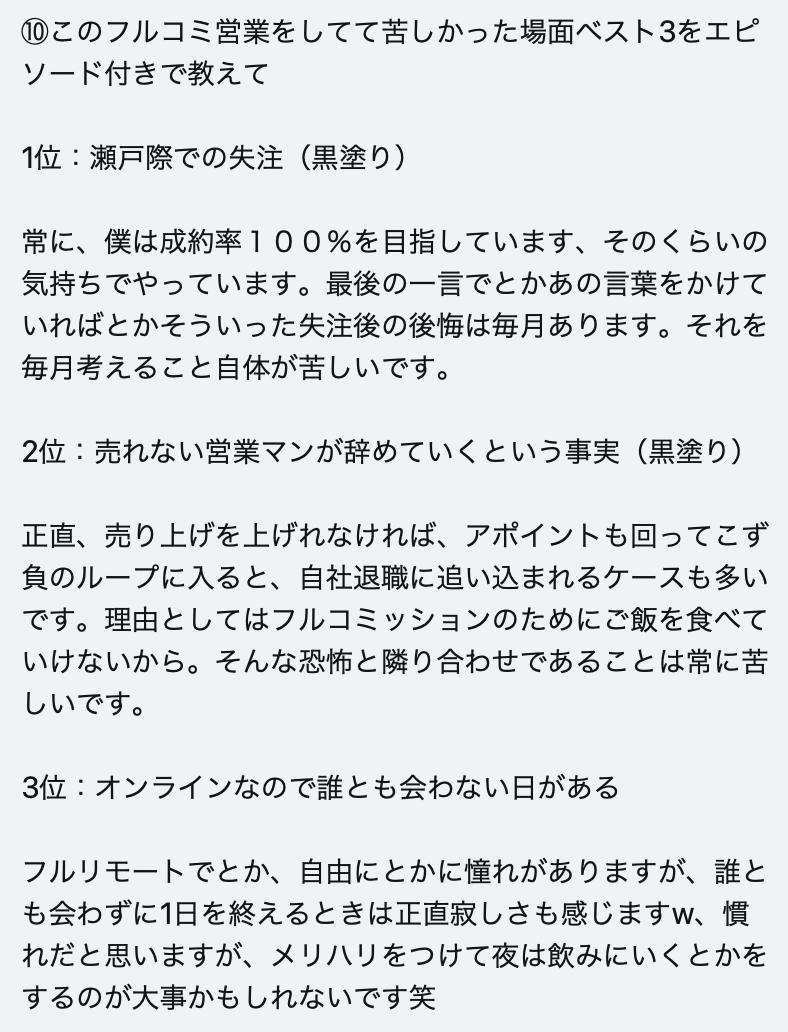 ⑩このフルコミ営業をしてて苦しかった場面ベスト3をエピ
ソード付きで教えて
1位：瀬戸際での失注（黒塗り）
常に、僕は成約率１００％を目指しています、そのくらいの
気持ちでやっています。最後の一言でとかあの言葉をかけて
いればとかそういった失注後の後悔は毎月あります。それを
毎月考えること自体が苦しいです。
2位：売れない営業マンが辞めていくという事実（黒塗り）
正直、売り上げを上げれなければ、アポイントも回ってこず
負のループに入ると、自社退職に追い込まれるケースも多い
です。理由としてはフルコミッションのためにご飯を食べて
いけないから。そんな恐怖と隣り合わせであることは常に苦
しいです。
3位：オンラインなので誰とも会わない日がある
フルリモートでとか、自由にとかに憧れがありますが、誰と
も会わずに1日を終えるときは正直寂しさも感じますw、慣
れだと思いますが、メリハリをつけて夜は飲みにいくとかを
するのが大事かもしれないです笑